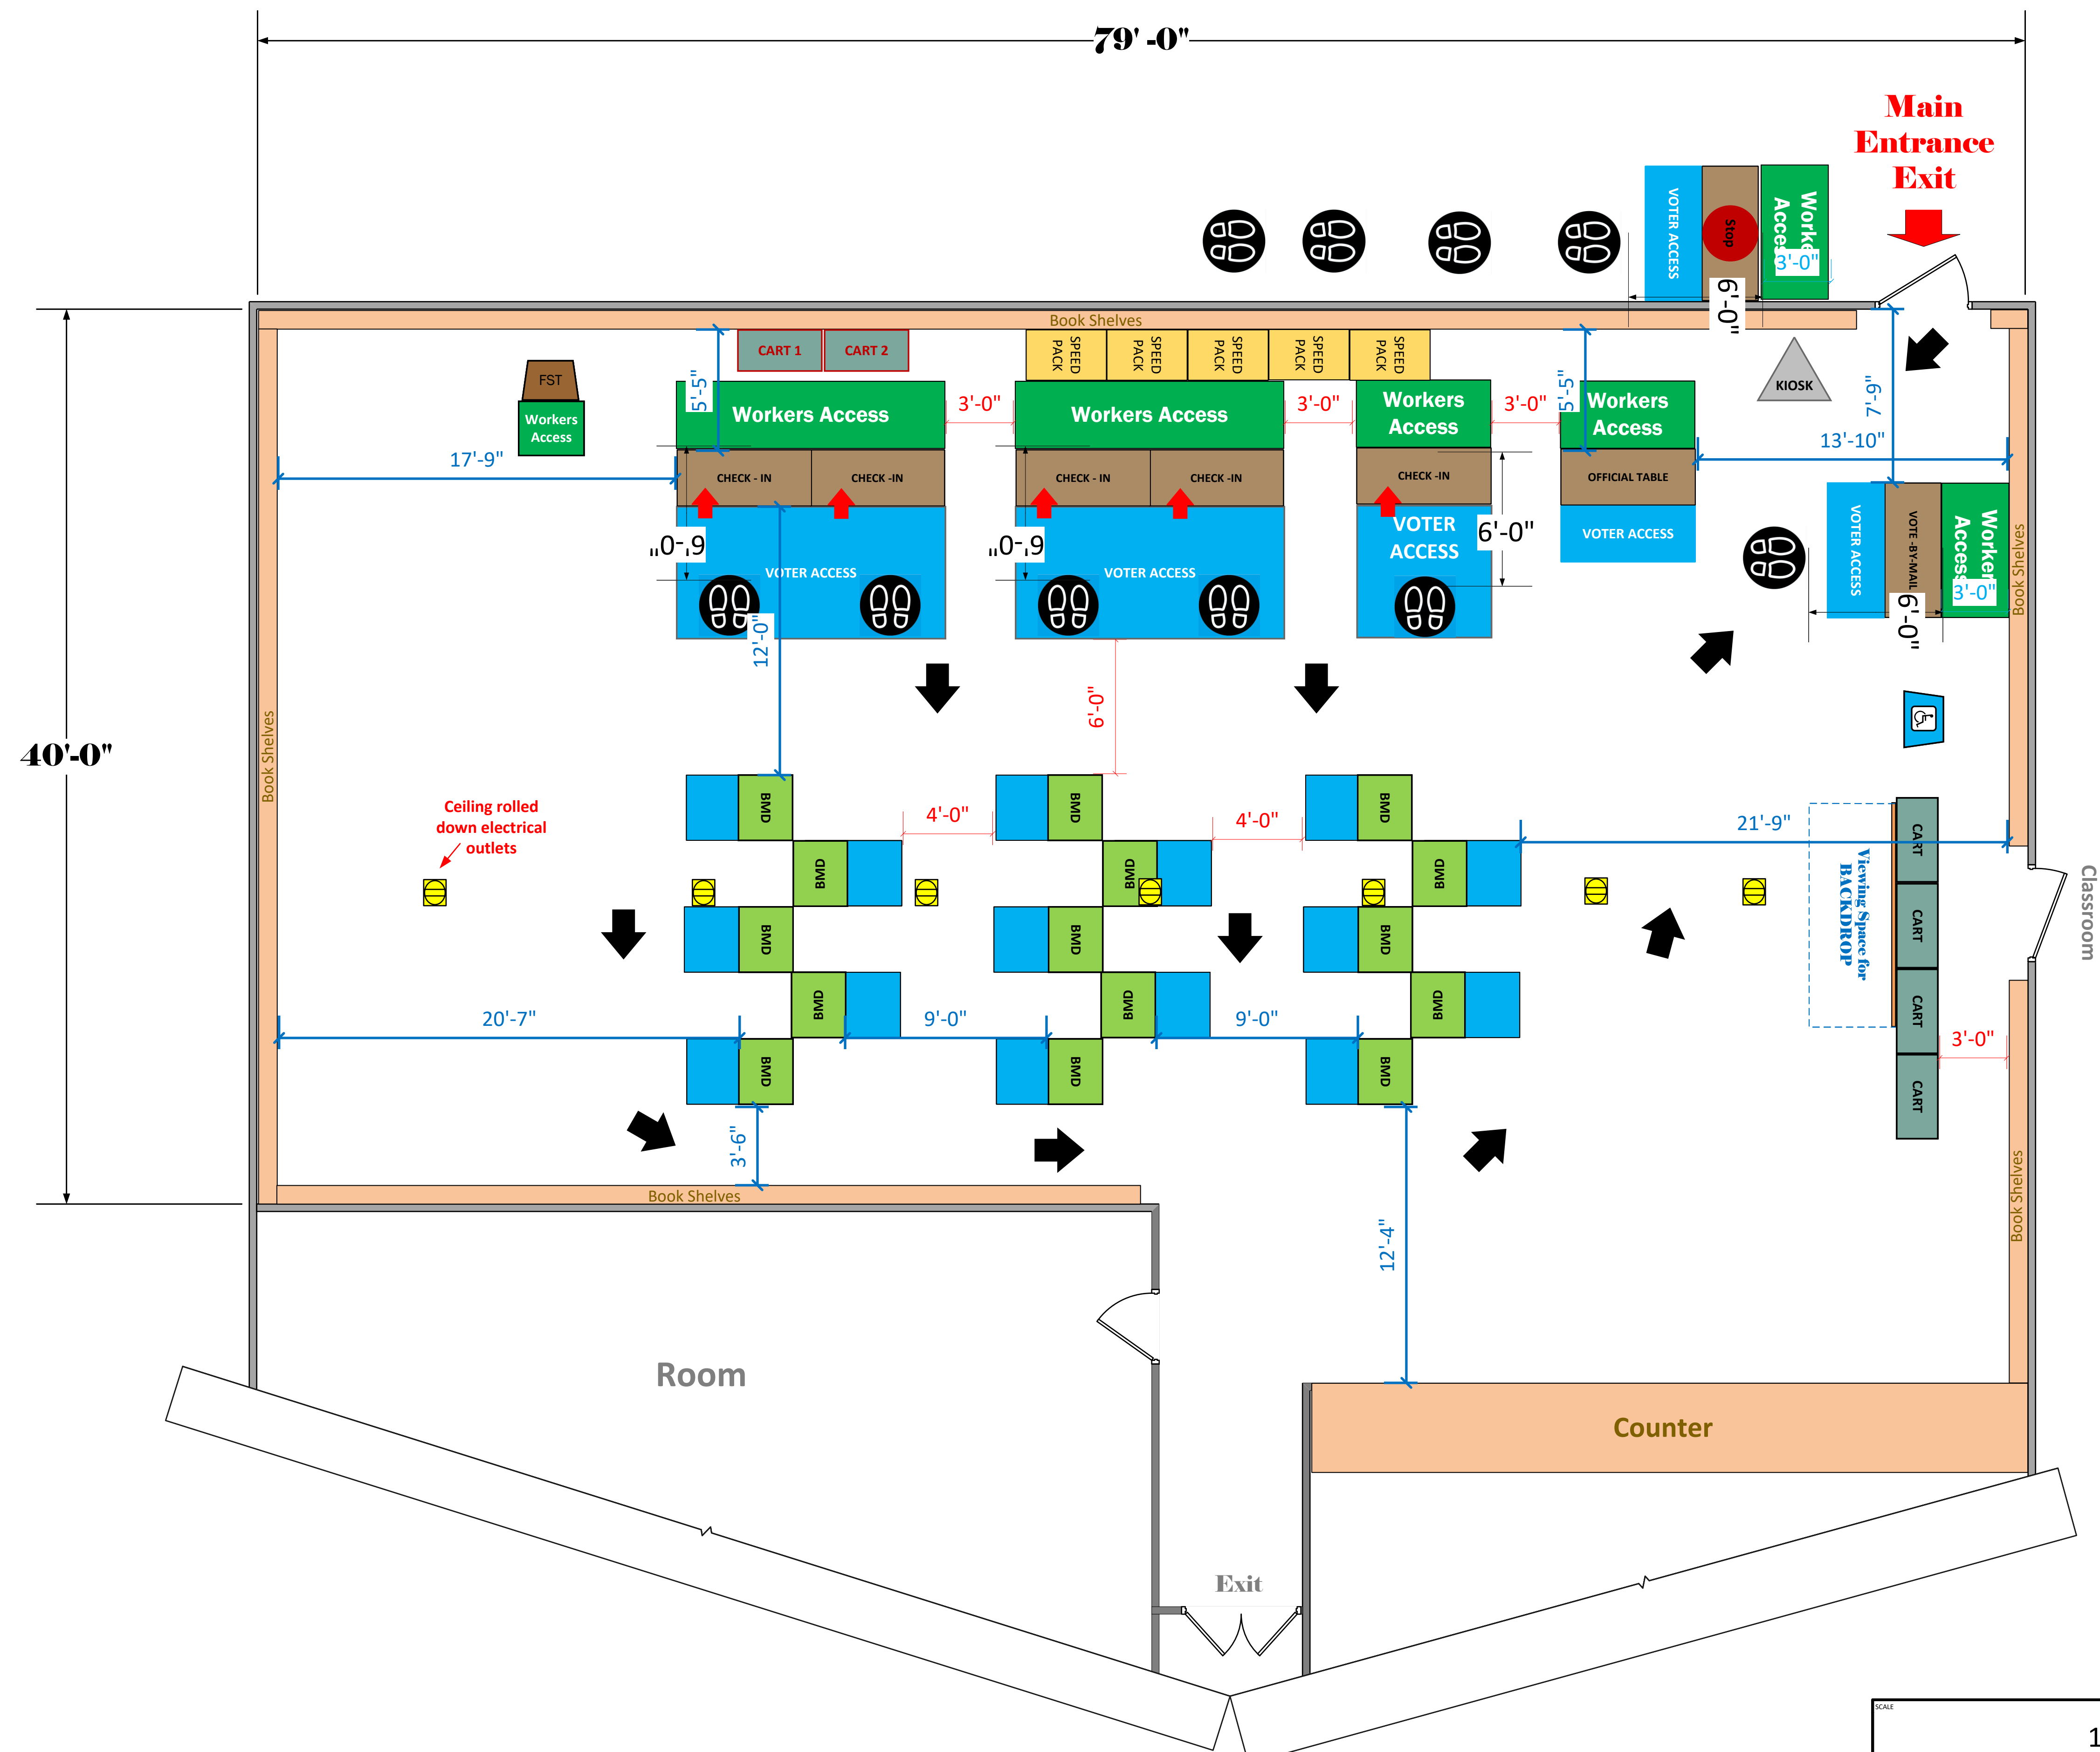 79' -0"
Main
Entrance
Exit
VOTER ACCESS
Stop
3'-0"
6'-0"
Book Shelves
CART 1
CART 2
SPEED
PACK
SPEED
PACK
SPEED
PACK
SPEED
PACK
SPEED
PACK
KIOSK
FST
Workers
Access
5'-5"
Workers Access
3'-0"
Workers Access
3'-0"
Workers
Access
3'-0"
5'-5"
Workers
Access
7'-9"
13'-10"
17'-9"
CHECK - IN
CHECK -IN
CHECK - IN
CHECK -IN
CHECK -IN
OFFICIAL TABLE
6'-0"
6'-0"
VOTER
ACCESS
6'-0"
VOTER ACCESS
VOTER ACCESS
VOTER ACCESS
VOTER ACCESS
VOTE -BY-MAIL
3'-0"
6'-0"
Book Shelves
12'-0"
6'-0"
40'-0"
Book Shelves
Ceiling rolled
down electrical
outlets
BMD
4'-0"
BMD
4'-0"
BMD
21'-9"
CART
BMD
BMD
BMD
Viewing Space for
BACKDROP
Classroom
BMD
BMD
BMD
CART
BMD
BMD
BMD
CART
20'-7"
9'-0"
9'-0"
3'-0"
BMD
BMD
BMD
CART
3'-6"
Book Shelves
12'-4"
Book Shelves
Room
Counter
Exit
SCALE
1